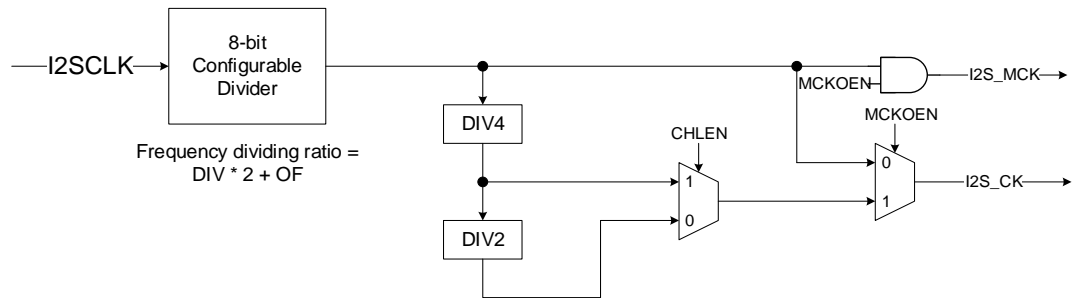 I2SCLK
8-bit
Configurable
Divider
Frequency dividing ratio =
DIV * 2 + OF
DIV4
DIV2
CHLEN
1
0
MCKOEN
I2S_MCK
MCKOEN
0
1
I2S_CK